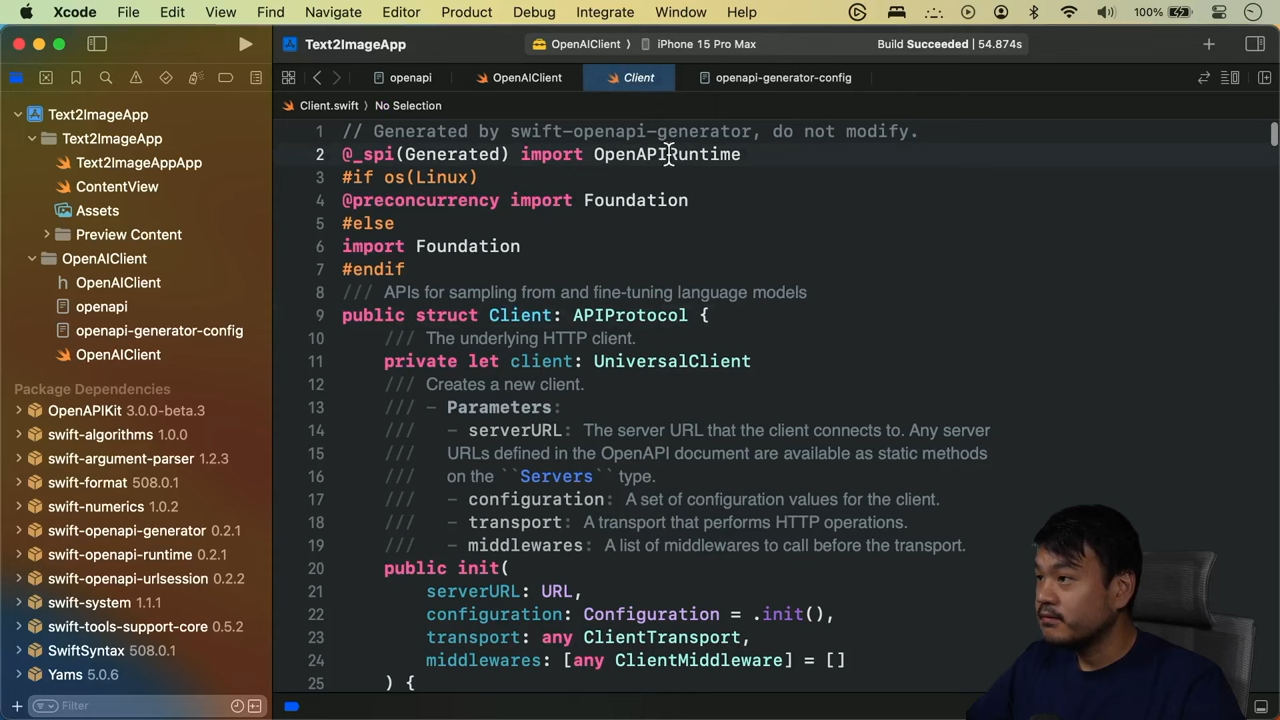 Xcode File Edit View Find Navigate Editor Product Debug Integrate Window Help 100%
Text2ImageApp OpenAIClient 〉 iPhone 15 Pro Max Build Succeeded | 54.874s
openapi OpenAIClient Client openapi-generator-config
Client.swift 〉 No Selection
Text2ImageApp
Text2ImageApp
Text2ImageAppApp
ContentView
Assets
Preview Content
OpenAIClient
h OpenAIClient
openapi
openapi-generator-config
OpenAIClient
Package Dependencies
OpenAPIKit 3.0.0-beta.3
swift-algorithms 1.0.0
swift-argument-parser 1.2.3
swift-format 508.0.1
swift-numerics 1.0.2
swift-openapi-generator 0.2.1
swift-openapi-runtime 0.2.1
swift-openapi-urlsession 0.2.2
swift-system 1.1.1
swift-tools-support-core 0.5.2
SwiftSyntax 508.0.1
Yams 5.0.6
Filter
1 // Generated by swift-openapi-generator, do not modify.
2 @_spi(Generated) import OpenAPIRuntime
3 #if os(Linux)
4 @preconcurrency import Foundation
5 #else
6 import Foundation
7 #endif
8 /// APIs for sampling from and fine-tuning language models
9 public struct Client: APIProtocol {
10 /// The underlying HTTP client.
11 private let client: UniversalClient
12 /// Creates a new client.
13 /// - Parameters:
14 /// - serverURL: The server URL that the client connects to. Any server
15 /// URLs defined in the OpenAPI document are available as static methods
16 /// on the ``Servers`` type.
17 /// - configuration: A set of configuration values for the client.
18 /// - transport: A transport that performs HTTP operations.
19 /// - middlewares: A list of middlewares to call before the transport.
20 public init(
21 serverURL: URL,
22 configuration: Configuration = .init(),
23 transport: any ClientTransport,
24 middlewares: [any ClientMiddleware] = []
25 ) {